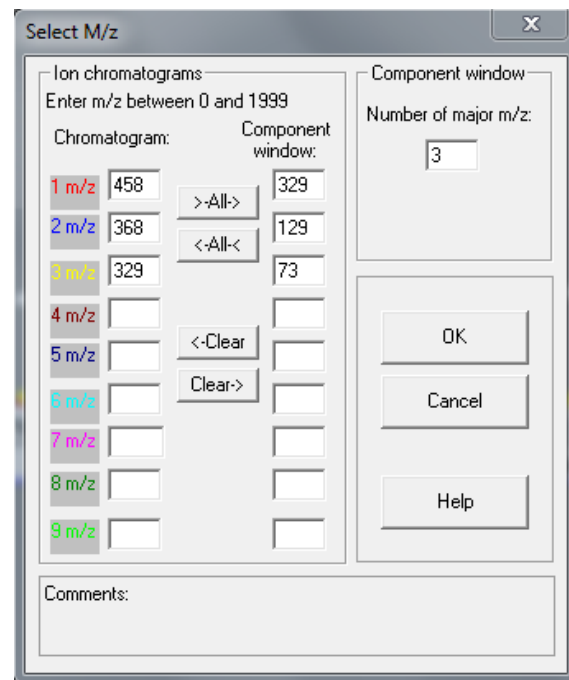 Select M/z
x
Ion chromatograms
Enter m/z between 0 and 1999
Chromatogram:
Component
window:
1 m/z 458 >-All-> 329
2 m/z 368 <-All-< 129
3 m/z 329 73
4 m/z
5 m/z <-Clear
6 m/z Clear->
7 m/z
8 m/z
9 m/z
Component window
Number of major m/z:
3
OK
Cancel
Help
Comments: